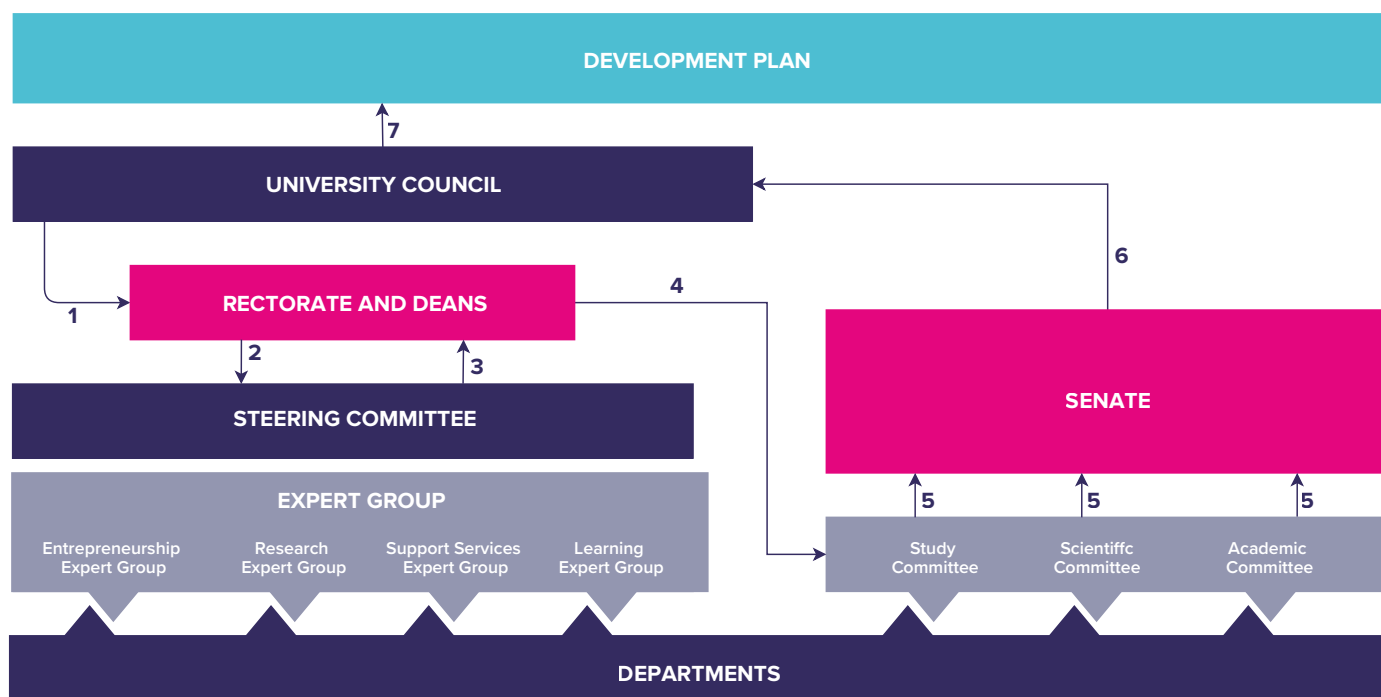 DEVELOPMENT PLAN
7
UNIVERSITY COUNCIL
6
1
RECTORATE AND DEANS
4
2
3
STEERING COMMITTEE
SENATE
EXPERT GROUP
5
5
5
Entrepreneurship
Expert Group
Research
Expert Group
Support Services
Expert Group
Learning
Expert Group
Study
Committee
Scientiffc
Committee
Academic
Committee
DEPARTMENTS